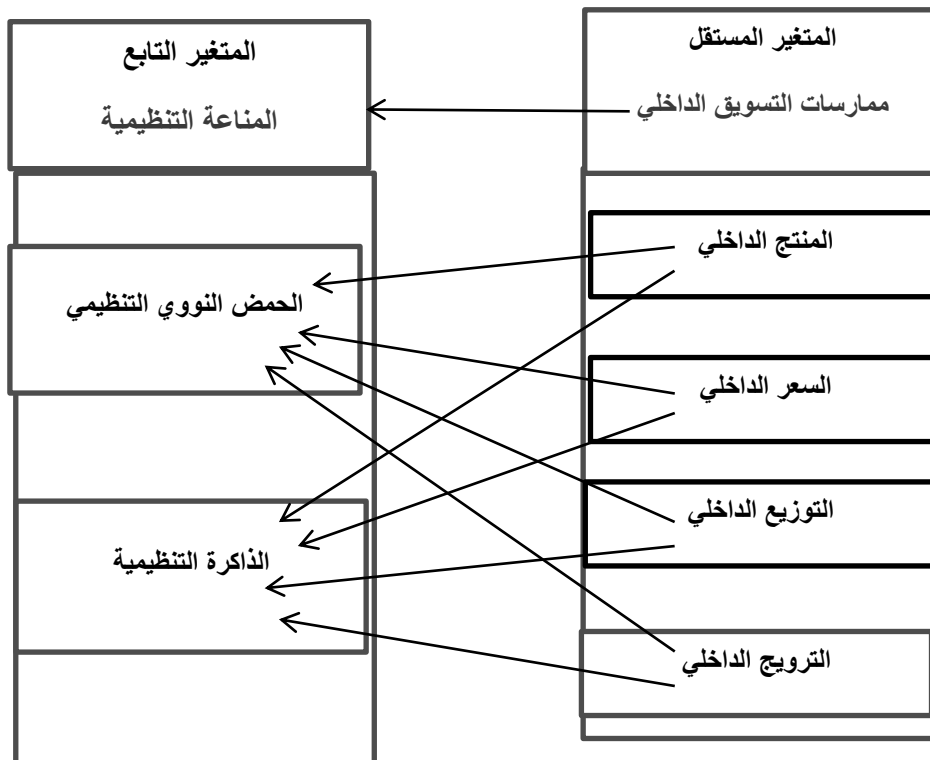 المتغير المستقل
ممارسات التسويق الداخلي
المتغير التابع
المناعة التنظيمية
المنتج الداخلي
السعر الداخلي
التوزيع الداخلي
الترويج الداخلي
الحمض النووي التنظيمي
الذاكرة التنظيمية